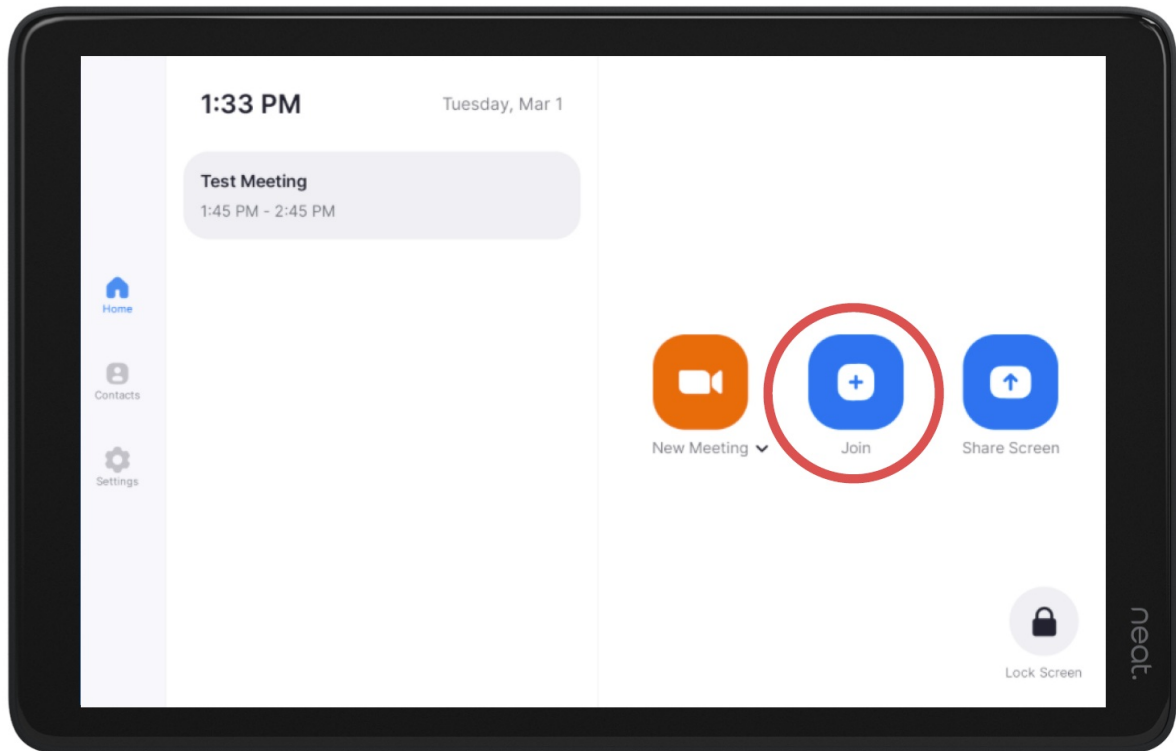 1:33 PM
Tuesday, Mar 1
Test Meeting
1:45 PM - 2:45 PM
Home
Contacts
Settings
New Meeting
Join
Share Screen
Lock Screen
neat.